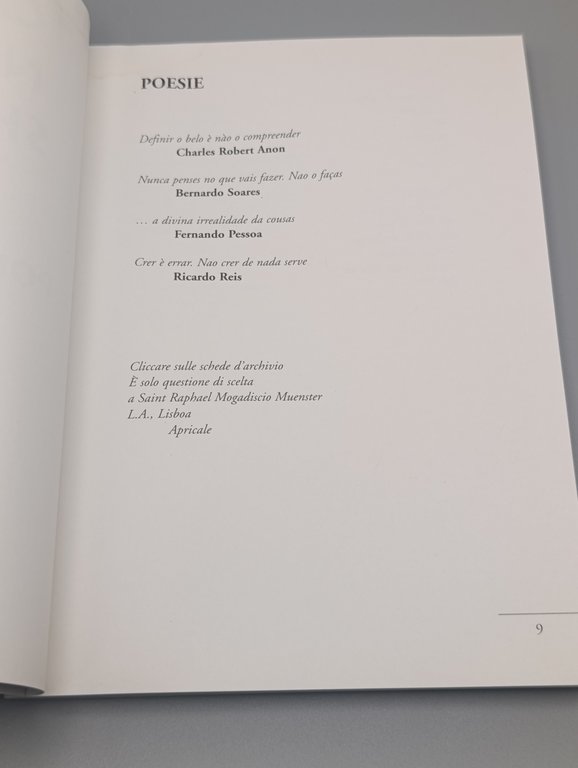 POESIE
Definir o belo è não o compreender
Charles Robert Anon
Nunca penses no que vais fazer. Nao o faças
Bernardo Soares
… a divina irrealidade da cousas
Fernando Pessoa
Crer è errar. Nao crer de nada serve
Ricardo Reis
Cliccare sulle schede d'archivio
È solo questione di scelta
a Saint Raphael Mogadiscio Muenster
L.A., Lisboa
Apricale
9